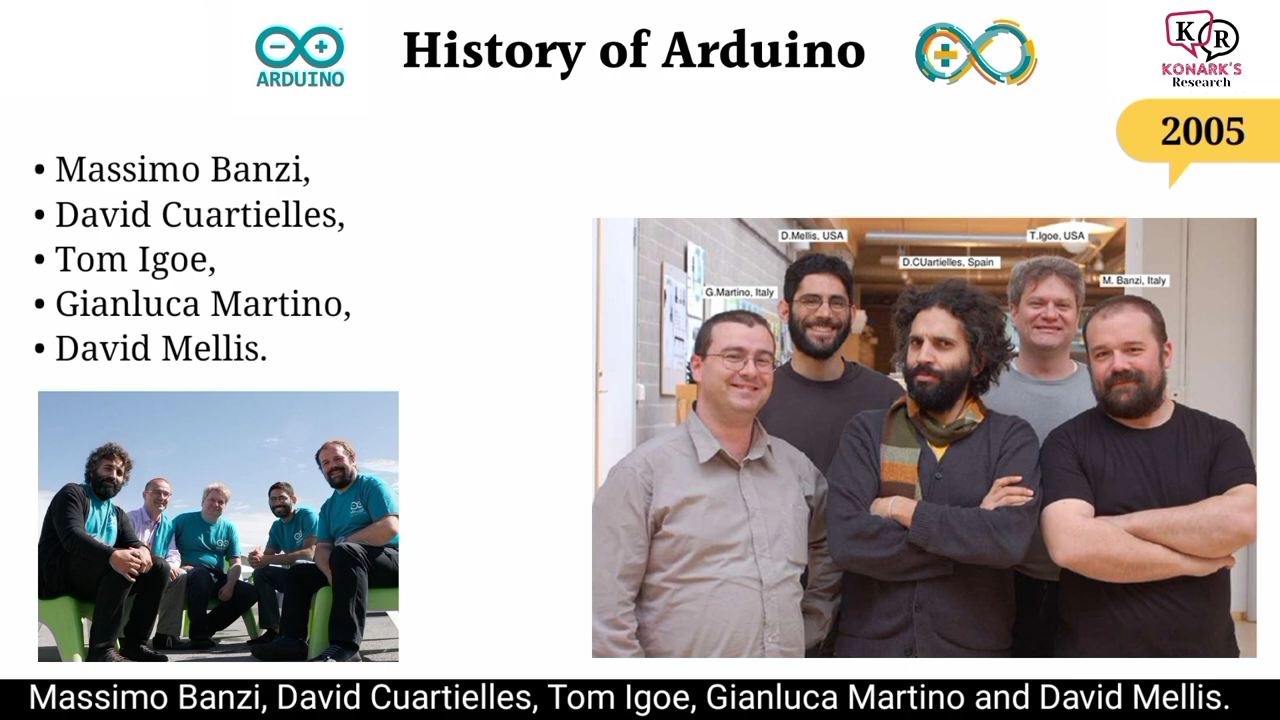 ARDUINO
History of Arduino
K R
KONARK'S
Research
2005
• Massimo Banzi,
• David Cuartielles,
• Tom Igoe,
• Gianluca Martino,
• David Mellis.
D.Mellis, USA
T.Igoe, USA
D.CUartielles, Spain
M. Banzi, Italy
G.Martino, Italy
Massimo Banzi, David Cuartielles, Tom Igoe, Gianluca Martino and David Mellis.